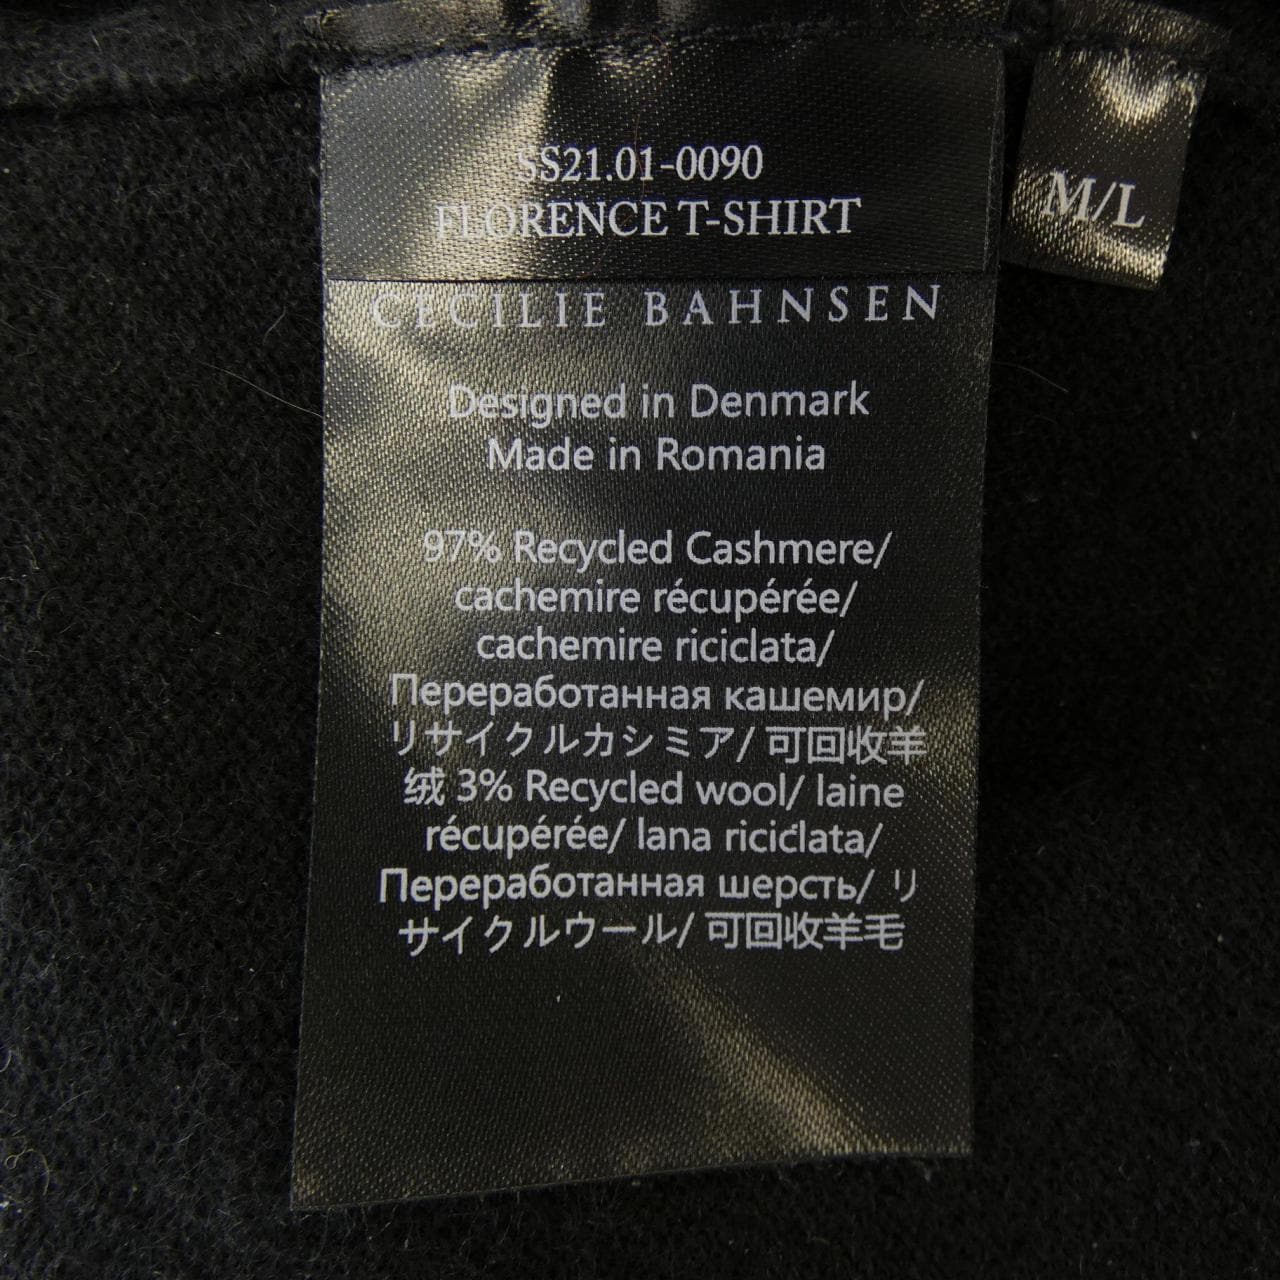 SS21.01-0090
FLORENCE T-SHIRT
M/L
CECILIE BAHNSEN
Designed in Denmark
Made in Romania
97% Recycled Cashmere/
cachemire récupérée/
cachemire riciclata/
Переработанная кашемир/
リサイクルカシミア/ 可回收羊
绒 3% Recycled wool/ laine
récupérée/ lana riciclata/
Переработанная шерсть/ リ
サイクルウール/ 可回收羊毛